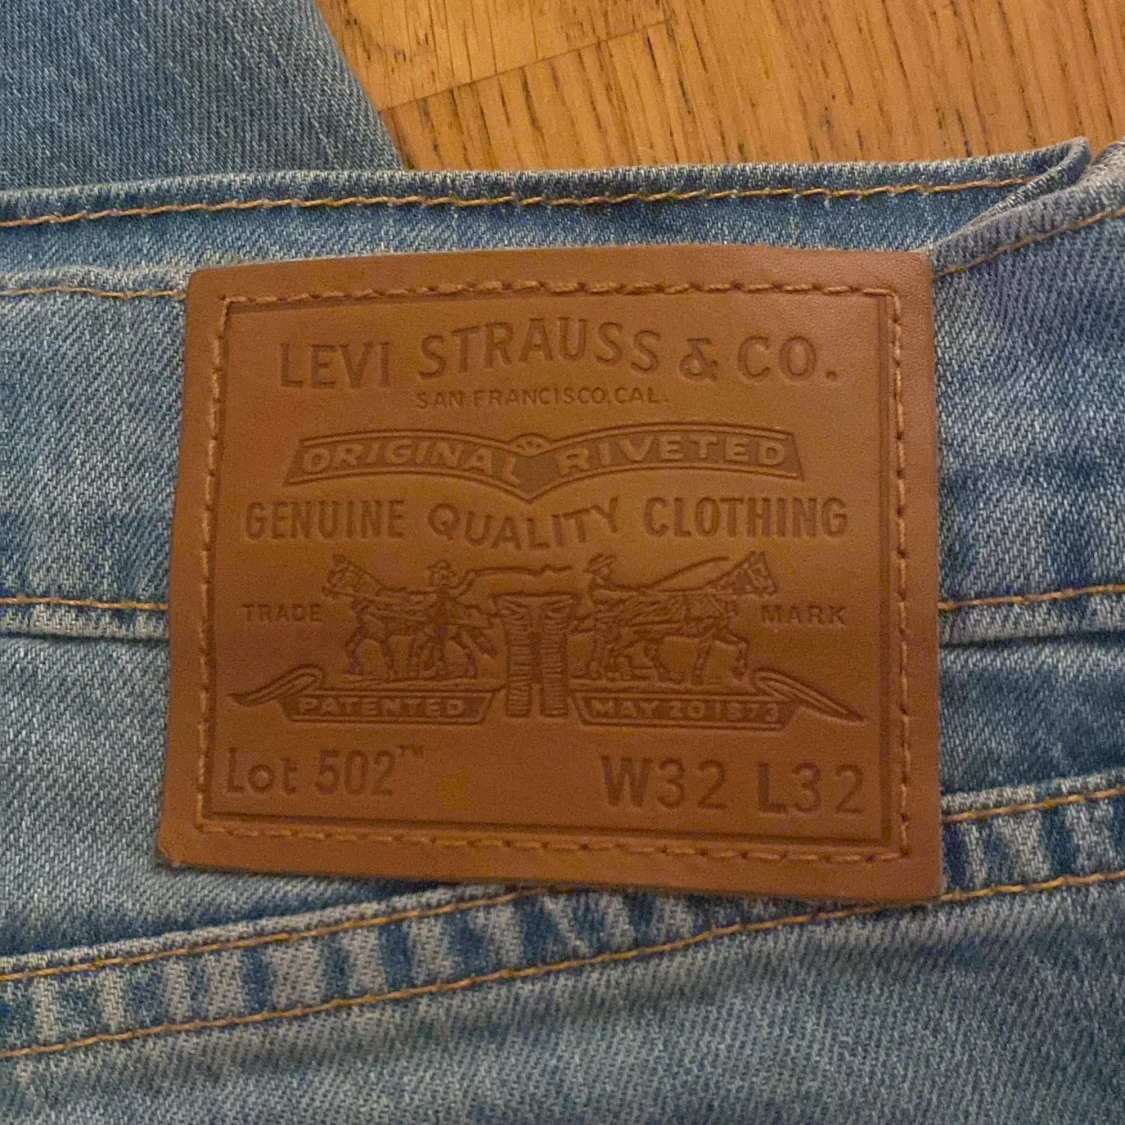 LEVI STRAUSS & CO.
SAN FRANCISCO, CAL.
ORIGINAL RIVETED
GENUINE QUALITY CLOTHING
TRADE MARK
PATENTED MAY 20 1873
Lot 502™ W32 L32